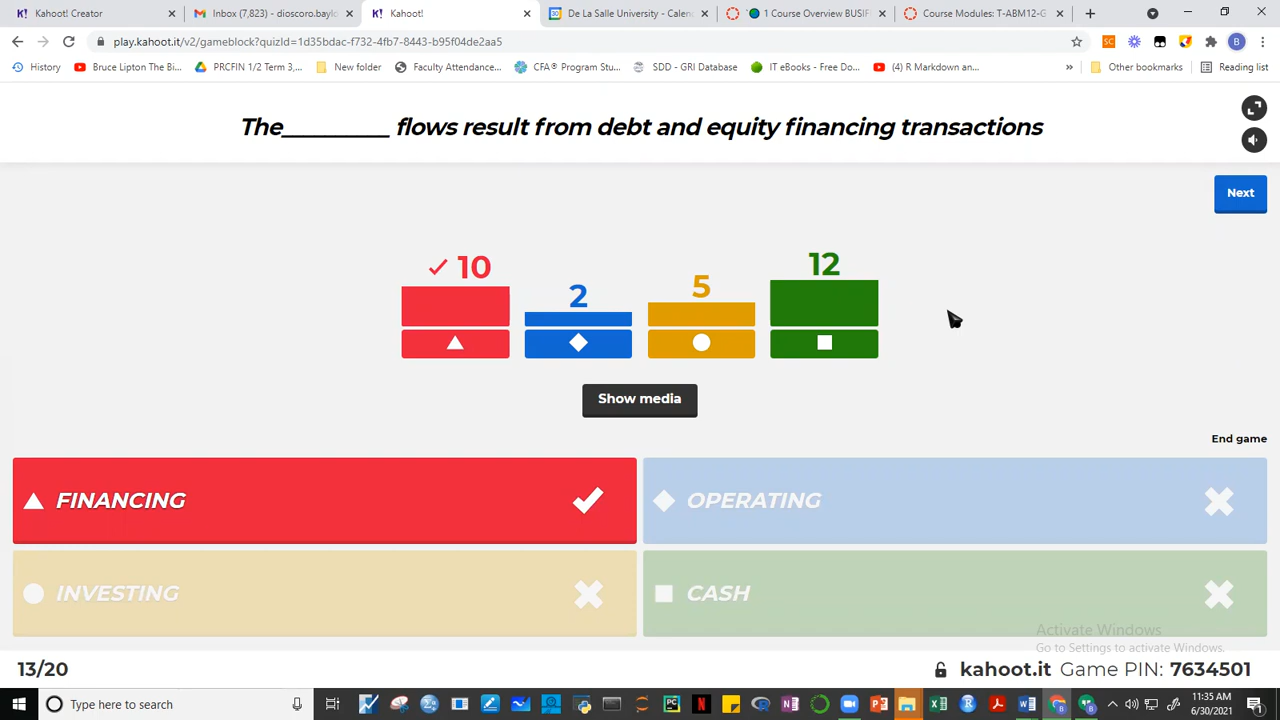 Kahoot! Creator
Inbox (7,823) - dioscoro.baylo
Kahoot!
De La Salle University - Calend
1 Course Overview BUSIF
Course Modules: T-ABM12-G
play.kahoot.it/v2/gameblock?quizId=1d35bdac-f732-4fb7-8443-b95f04de2aa5
SC
B
History
Bruce Lipton The Bi...
PRCFIN 1/2 Term 3,...
New folder
Faculty Attendance...
CFA® Program Stu...
SDD - GRI Database
IT eBooks - Free Do...
(4) R Markdown an...
»
Other bookmarks
Reading list
The__________ flows result from debt and equity financing transactions
Next
10
2
5
12
Show media
End game
FINANCING
OPERATING
INVESTING
CASH
Activate Windows
Go to Settings to activate Windows.
13/20
kahoot.it Game PIN: 7634501
Type here to search
11:35 AM
6/30/2021